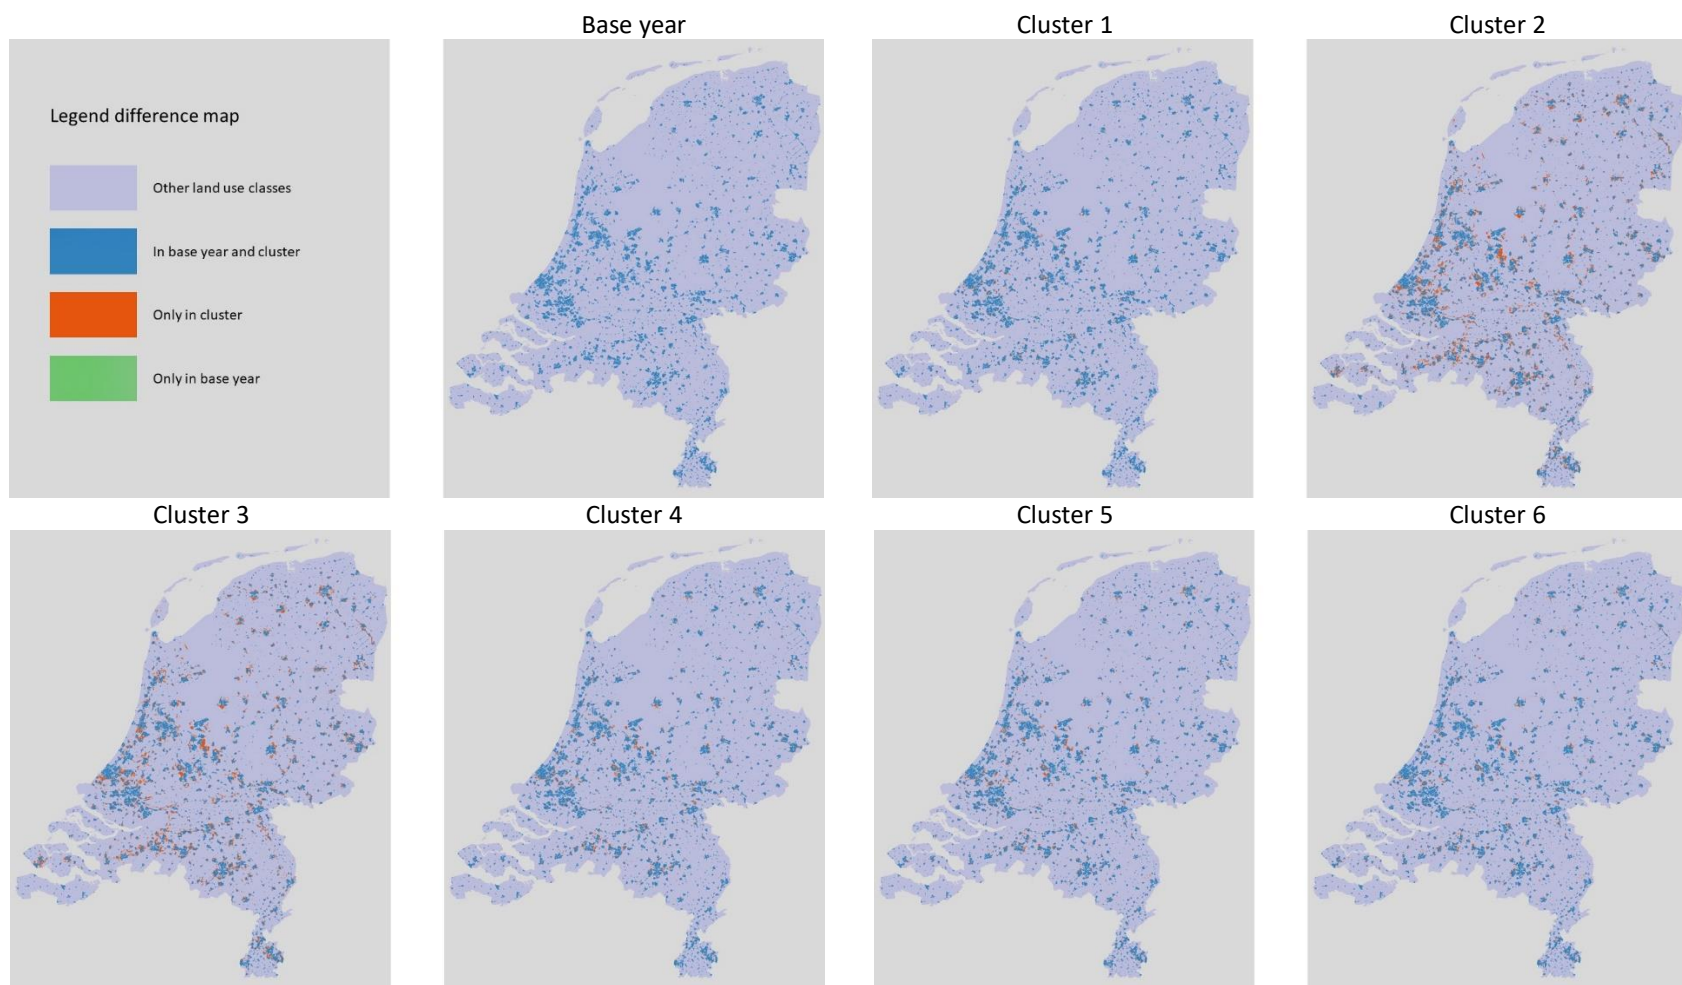 Base year
Cluster 1
Cluster 2
Legend difference map
Other land use classes
In base year and cluster
Only in cluster
Only in base year
Cluster 3
Cluster 4
Cluster 5
Cluster 6